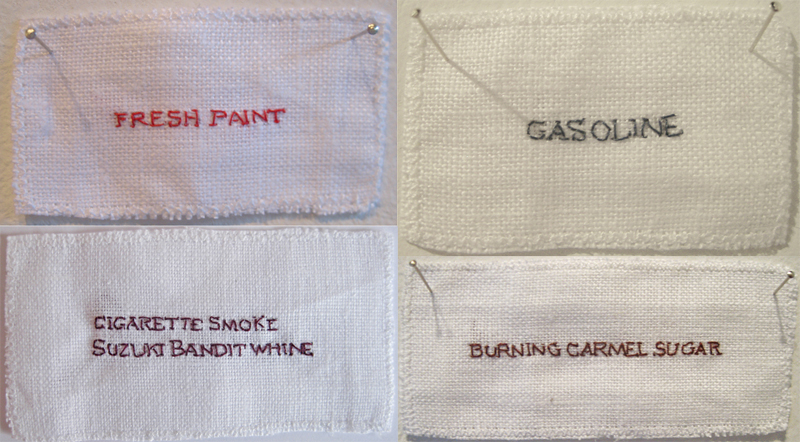 FRESH PAINT
GASOLINE
CIGARETTE SMOKE
SUZUKI BANDIT WHINE
BURNING CARMEL SUGAR